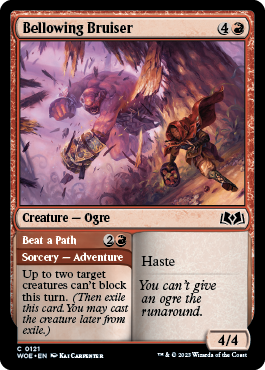 Bellowing Bruiser 4
Creature — Ogre
Beat a Path 2
Sorcery — Adventure
Up to two target
creatures can't block
this turn. (Then exile
this card. You may cast
the creature later from
exile.)
Haste
You can't give
an ogre the
runaround.
4/4
C 0121
WOE • EN KAI CARPENTER
™ & © 2023 Wizards of the Coast